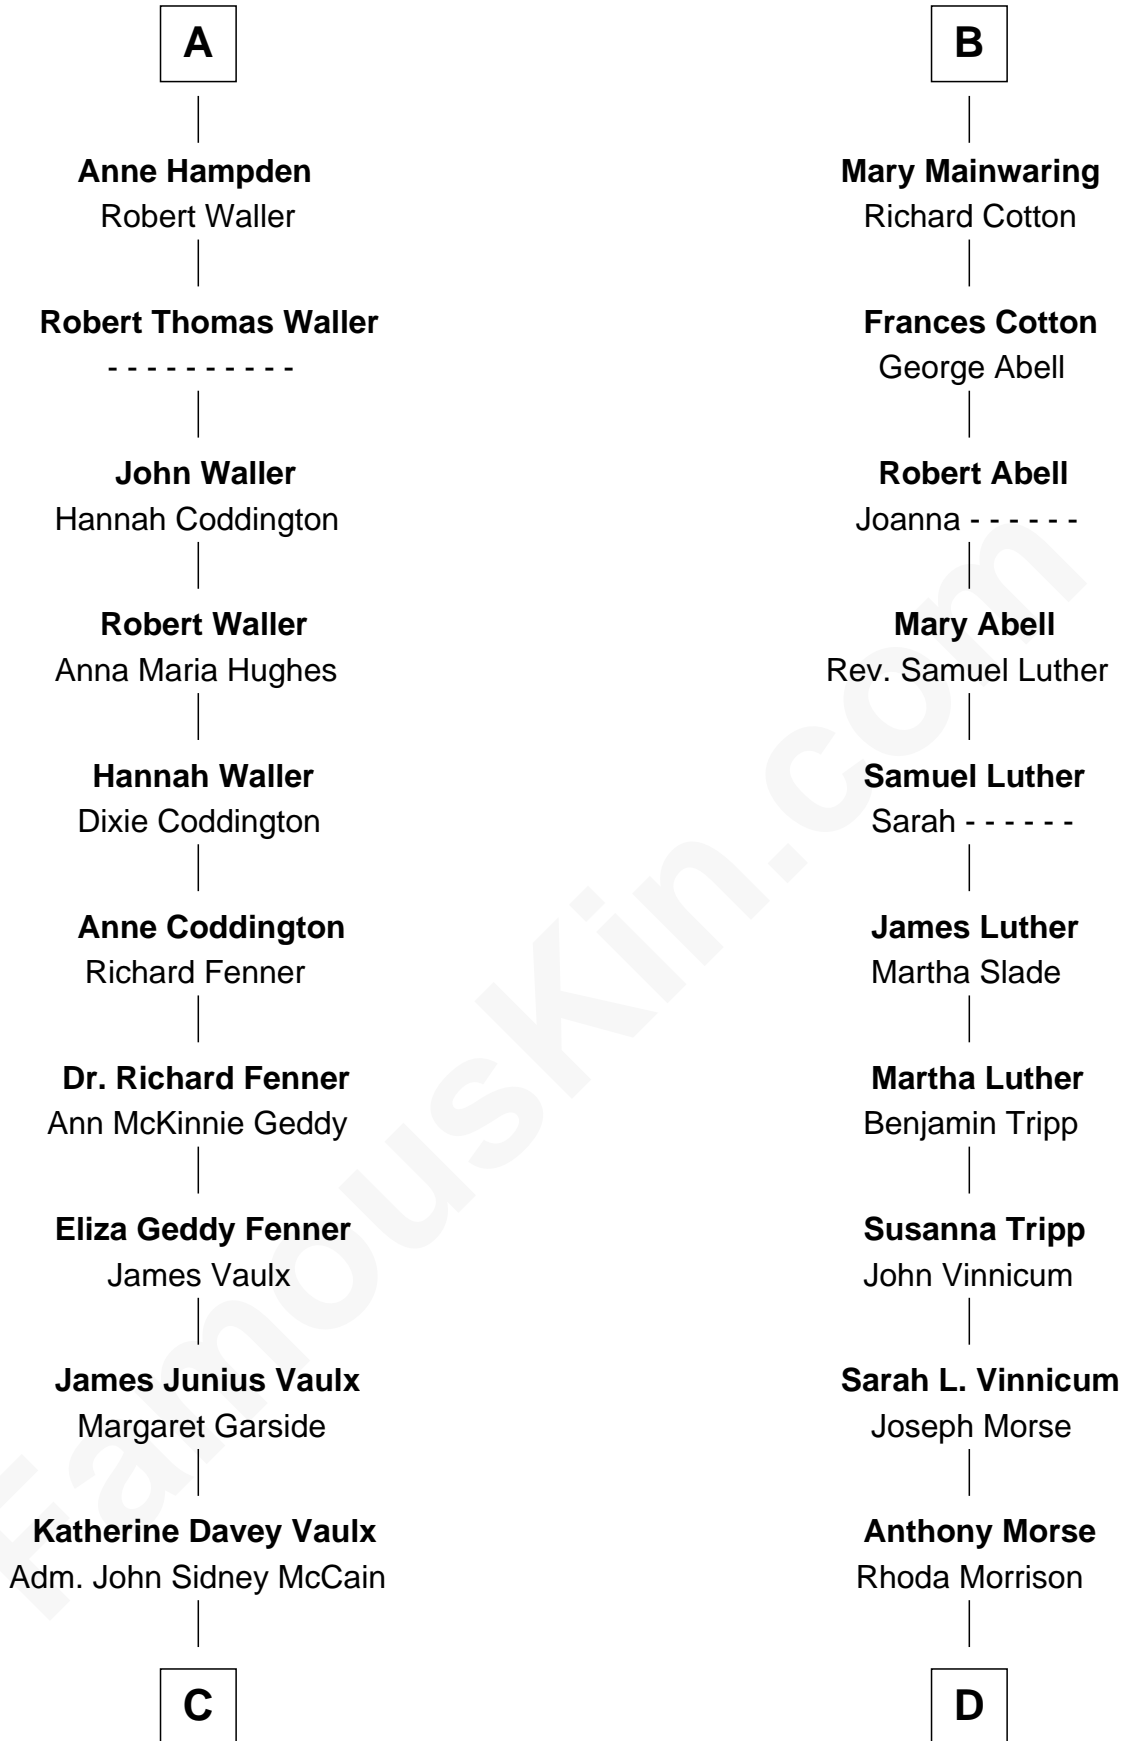 A
Anne Hampden
Robert Waller
Robert Thomas Waller
- - - - - - - - - -
John Waller
Hannah Coddington
Robert Waller
Anna Maria Hughes
Hannah Waller
Dixie Coddington
Anne Coddington
Richard Fenner
Dr. Richard Fenner
Ann McKinnie Geddy
Eliza Geddy Fenner
James Vaulx
James Junius Vaulx
Margaret Garside
Katherine Davey Vaulx
Adm. John Sidney McCain
C
B
Mary Mainwaring
Richard Cotton
Frances Cotton
George Abell
Robert Abell
Joanna - - - - - -
Mary Abell
Rev. Samuel Luther
Samuel Luther
Sarah - - - - - -
James Luther
Martha Slade
Martha Luther
Benjamin Tripp
Susanna Tripp
John Vinnicum
Sarah L. Vinnicum
Joseph Morse
Anthony Morse
Rhoda Morrison
D
FamousKin.com